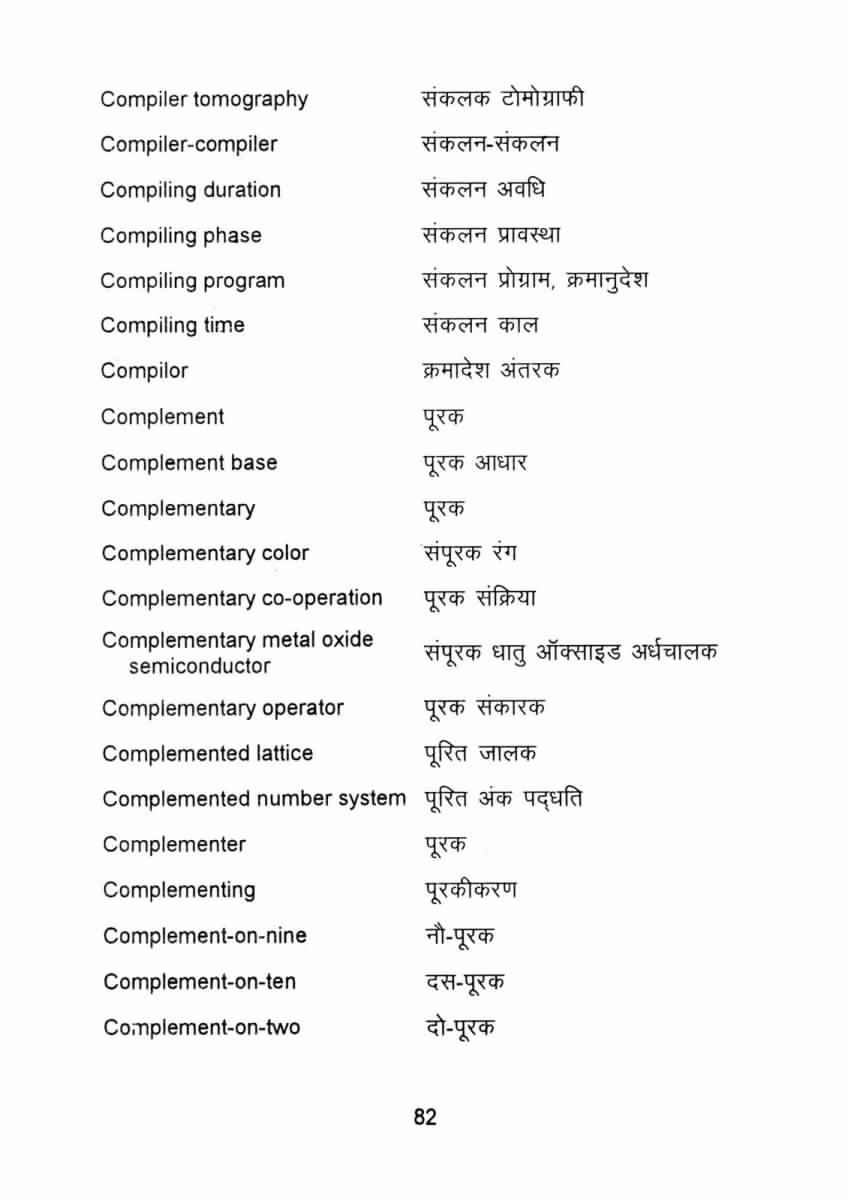 Compiler tomography संकलक टोमोग्राफी
Compiler-compiler संकलन-संकलन
Compiling duration संकलन अवधि
Compiling phase संकलन प्रावस्था
Compiling program संकलन प्रोग्राम, क्रमानुदेश
Compiling time संकलन काल
Compilor क्रमादेश अंतरक
Complement पूरक
Complement base पूरक आधार
Complementary पूरक
Complementary color संपूरक रंग
Complementary co-operation पूरक संक्रिया
Complementary metal oxide
semiconductor संपूरक धातु ऑक्साइड अर्धचालक
Complementary operator पूरक संकारक
Complemented lattice पूरित जालक
Complemented number system पूरित अंक पद्धति
Complementer पूरक
Complementing पूरकीकरण
Complement-on-nine नौ-पूरक
Complement-on-ten दस-पूरक
Complement-on-two दो-पूरक
82